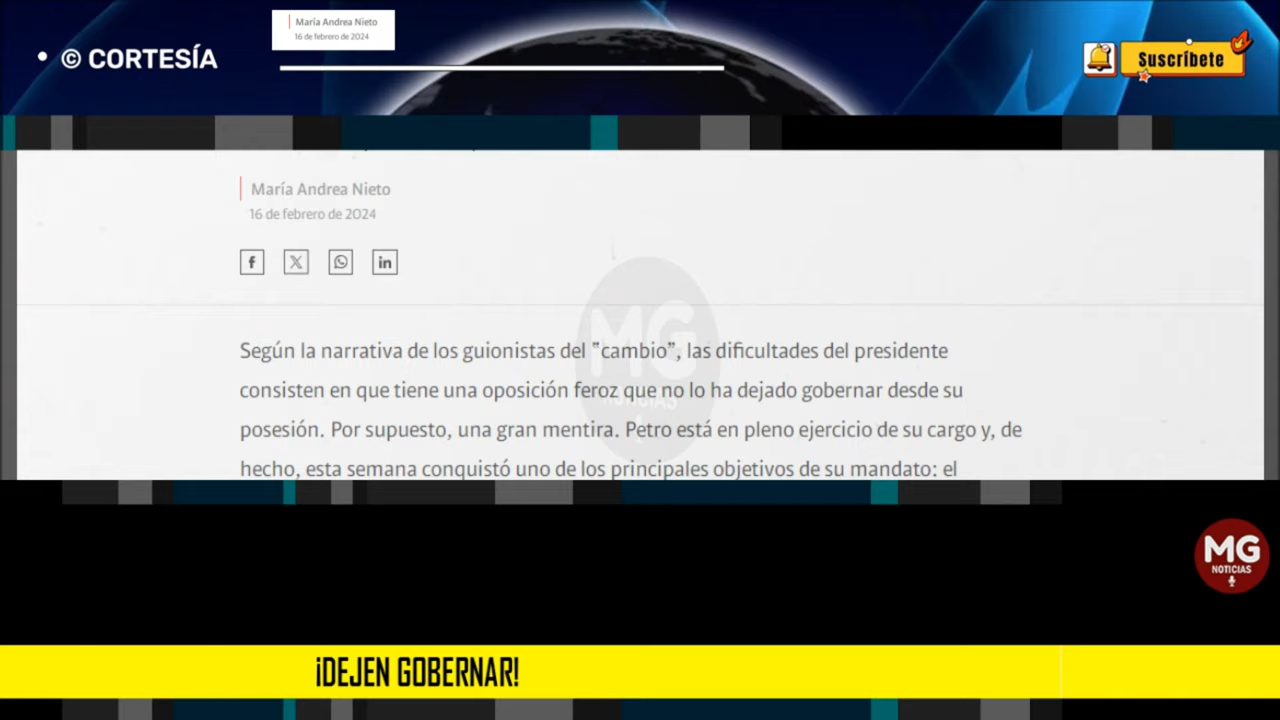 María Andrea Nieto
16 de febrero de 2024
• © CORTESÍA
Suscríbete
María Andrea Nieto
16 de febrero de 2024
Según la narrativa de los guionistas del "cambio", las dificultades del presidente
consisten en que tiene una oposición feroz que no lo ha dejado gobernar desde su
posesión. Por supuesto, una gran mentira. Petro está en pleno ejercicio de su cargo y, de
hecho, esta semana conquistó uno de los principales objetivos de su mandato: el
MG
NOTICIAS
MG
NOTICIAS
¡DEJEN GOBERNAR!